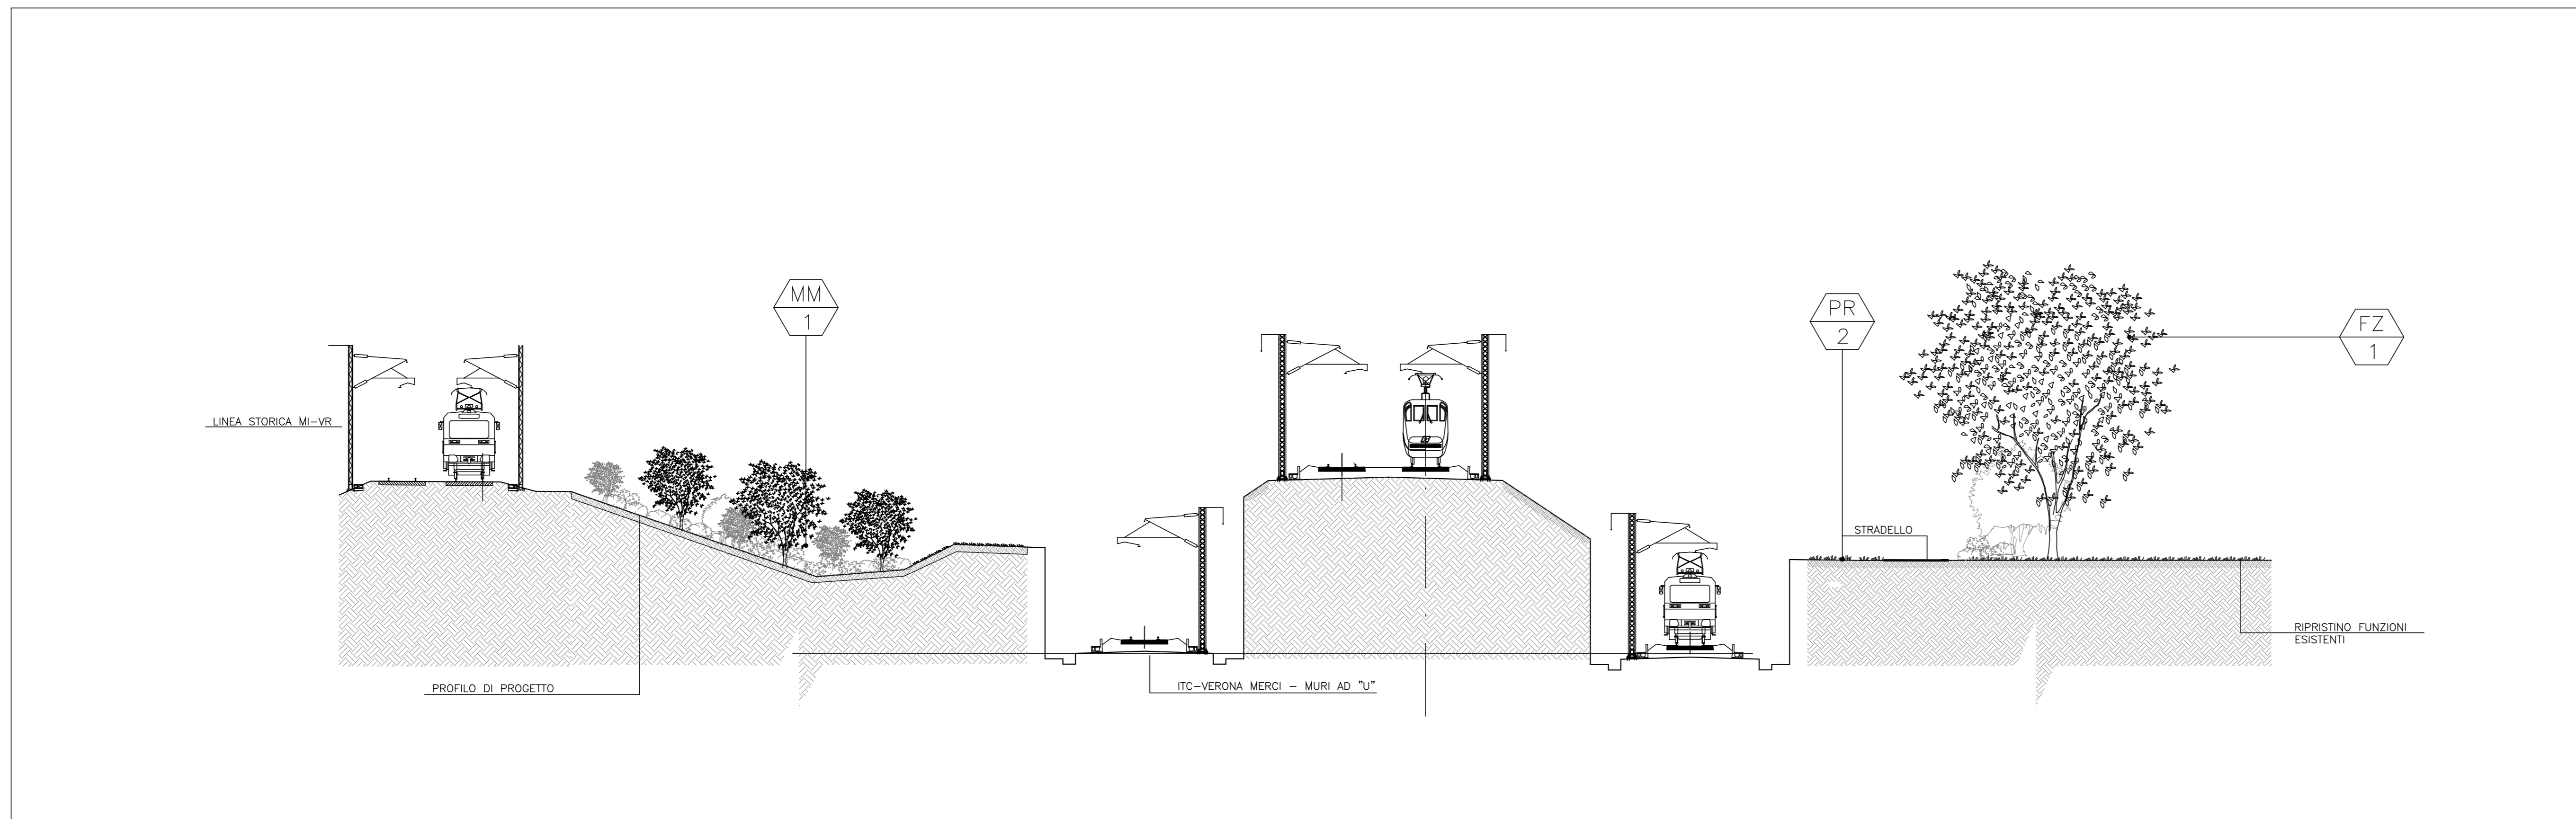 MM
1
PR
2
FZ
1
LINEA STORICA MI-VR
STRADELLO
RIPRISTINO FUNZIONI
ESISTENTI
PROFILO DI PROGETTO
ITC-VERONA MERCI - MURI AD "U"